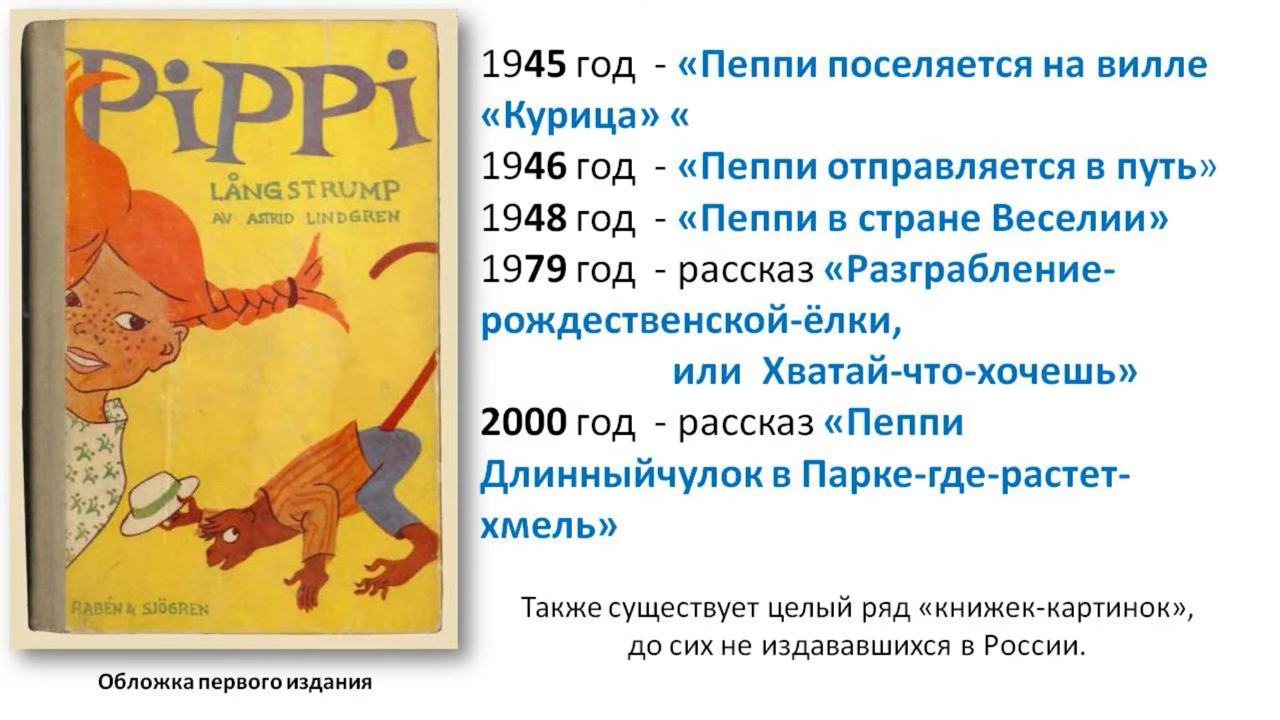 Pippi
LÅNGSTRUMP
AV ASTRID LINDGREN
RABÉN & SJÖGREN
Обложка первого издания
1945 год - «Пеппи поселяется на вилле
«Курица» «
1946 год - «Пеппи отправляется в путь»
1948 год - «Пеппи в стране Веселии»
1979 год - рассказ «Разграбление-
рождественской-ёлки,
или Хватай-что-хочешь»
2000 год - рассказ «Пеппи
Длинныйчулок в Парке-где-растет-
хмель»
Также существует целый ряд «книжек-картинок»,
до сих не издававшихся в России.